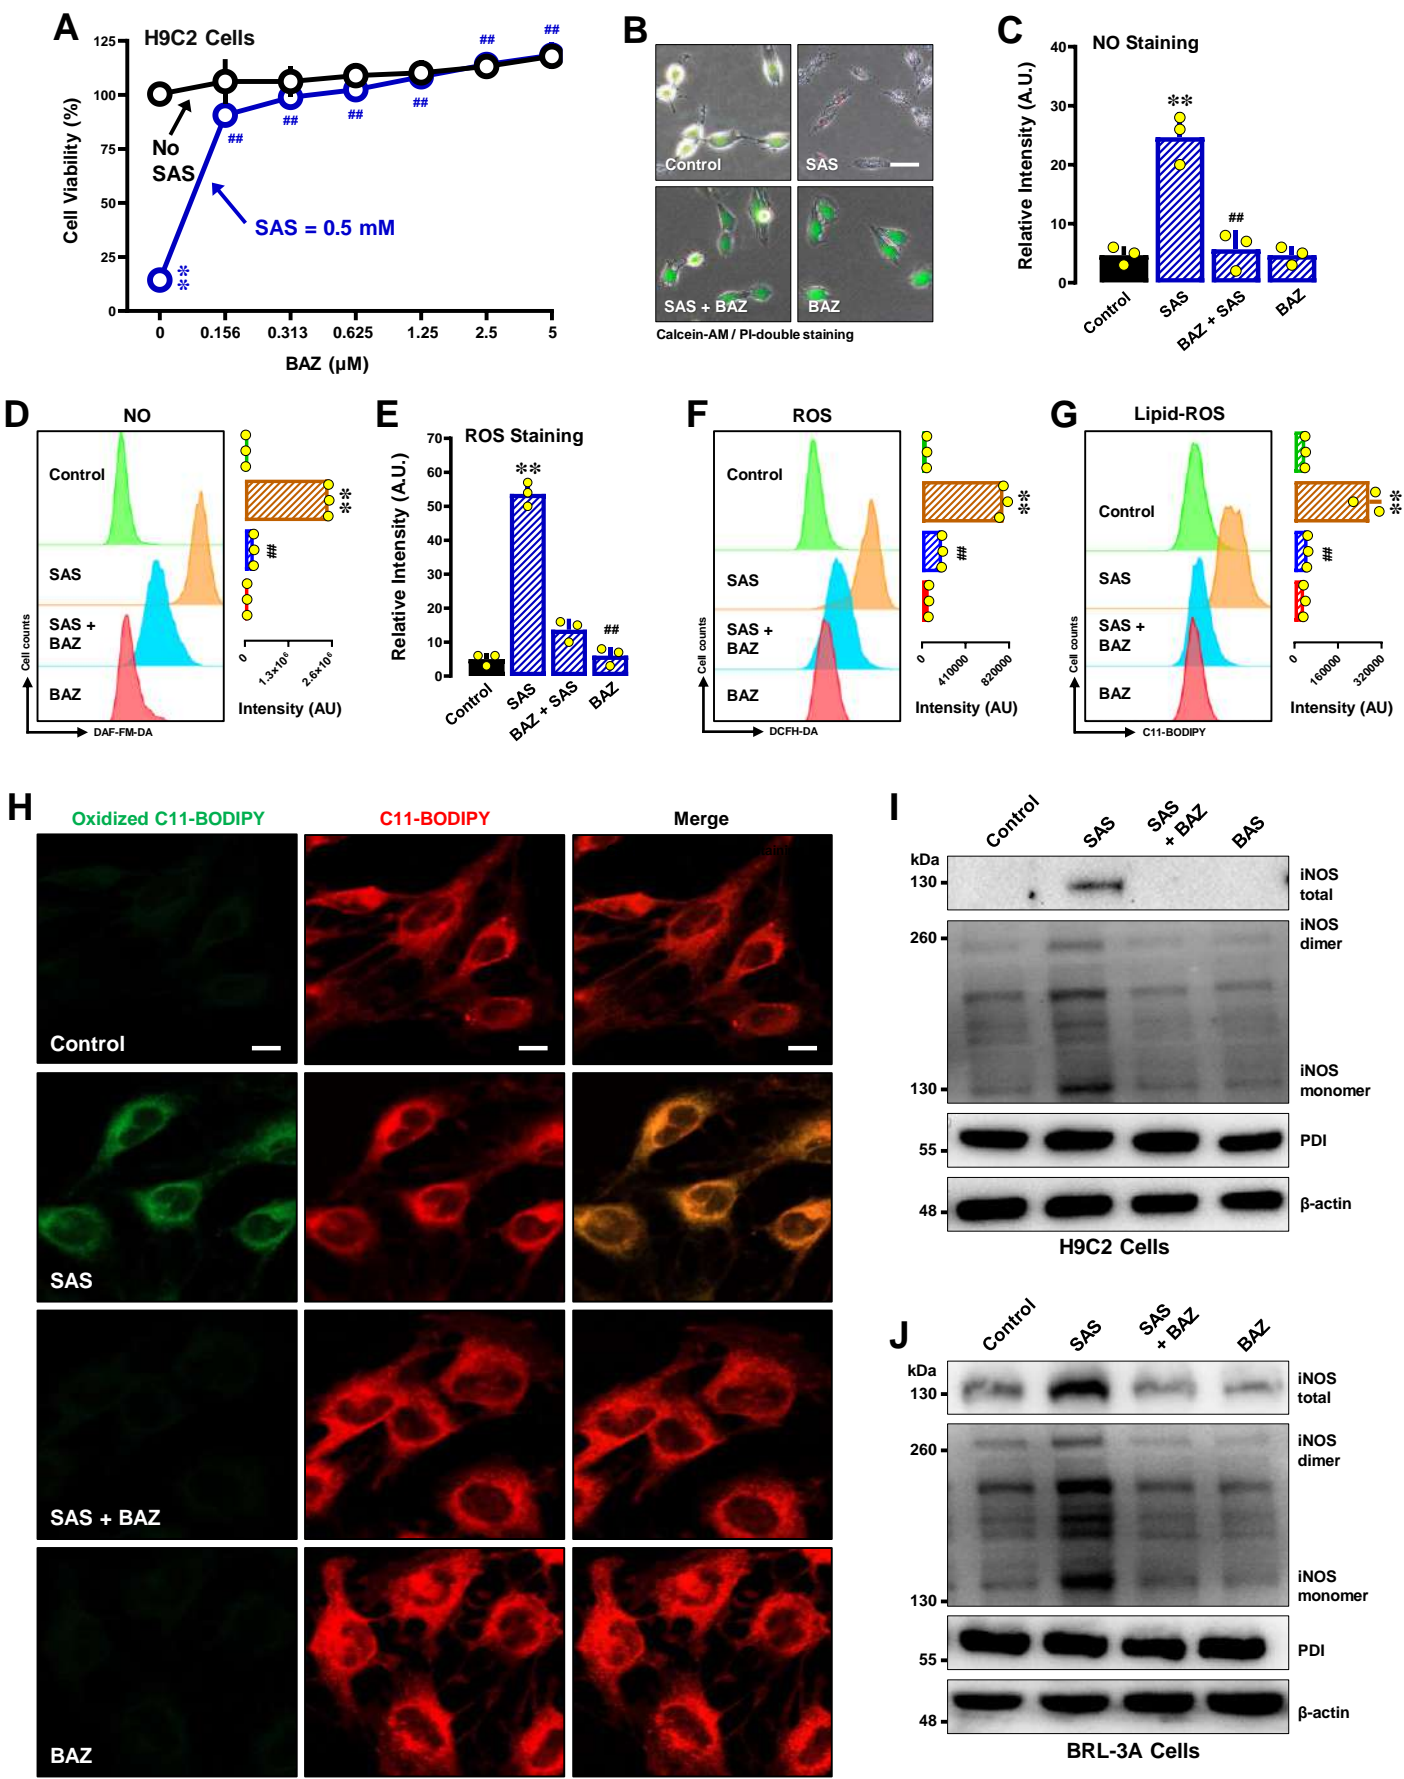 A
H9C2 Cells
Cell Viability (%)
125
100
75
50
25
0
##
##
##
##
##
##
No
SAS
SAS = 0.5 mM
**
0
0.156
0.313
0.625
1.25
2.5
5
BAZ (µM)
B
Control
SAS
SAS + BAZ
BAZ
Calcein-AM / PI-double staining
C
NO Staining
Relative Intensity (A.U.)
40
30
20
10
0
**
##
Control
SAS
BAZ + SAS
BAZ
D
NO
Control
SAS
SAS +
BAZ
BAZ
Cell counts
DAF-FM-DA
**
##
0
1.3×10⁶
2.6×10⁶
Intensity (AU)
E
ROS Staining
Relative Intensity (A.U.)
70
60
50
40
30
20
10
0
**
##
Control
SAS
BAZ + SAS
BAZ
F
ROS
Control
SAS
SAS +
BAZ
BAZ
Cell counts
DCFH-DA
**
##
0
410000
820000
Intensity (AU)
G
Lipid-ROS
Control
SAS
SAS +
BAZ
BAZ
Cell counts
C11-BODIPY
**
##
0
160000
320000
Intensity (AU)
H
Oxidized C11-BODIPY
C11-BODIPY
Merge
Control
SAS
SAS + BAZ
BAZ
I
Control
SAS
SAS
+ BAZ
BAS
kDa
130
iNOS
total
260
iNOS
dimer
130
iNOS
monomer
55
PDI
48
β-actin
H9C2 Cells
J
Control
SAS
SAS
+ BAZ
BAZ
kDa
130
iNOS
total
260
iNOS
dimer
130
iNOS
monomer
55
PDI
48
β-actin
BRL-3A Cells